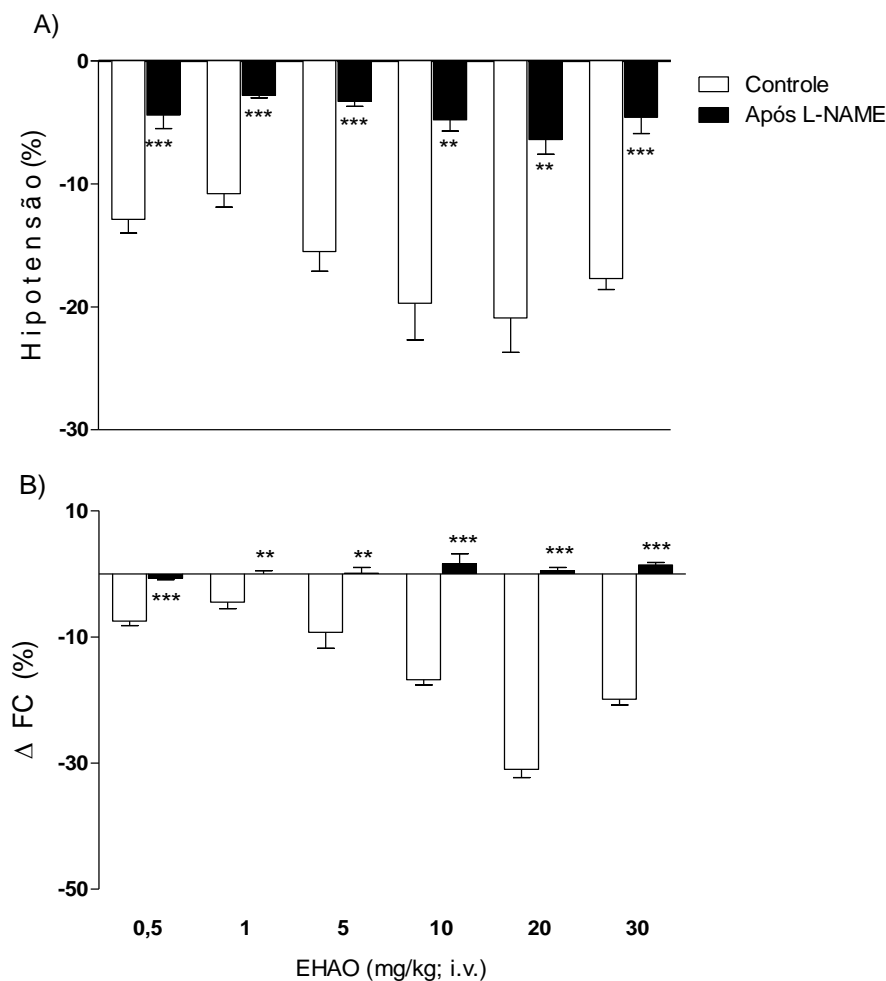 A)
0
-10
-20
-30
Hipotensão (%)
Controle
Após L-NAME
*** *** *** ** ** ***
B)
10
-10
-30
-50
Δ FC (%)
*** ** ** *** *** ***
0,5 1 5 10 20 30
EHAO (mg/kg; i.v.)